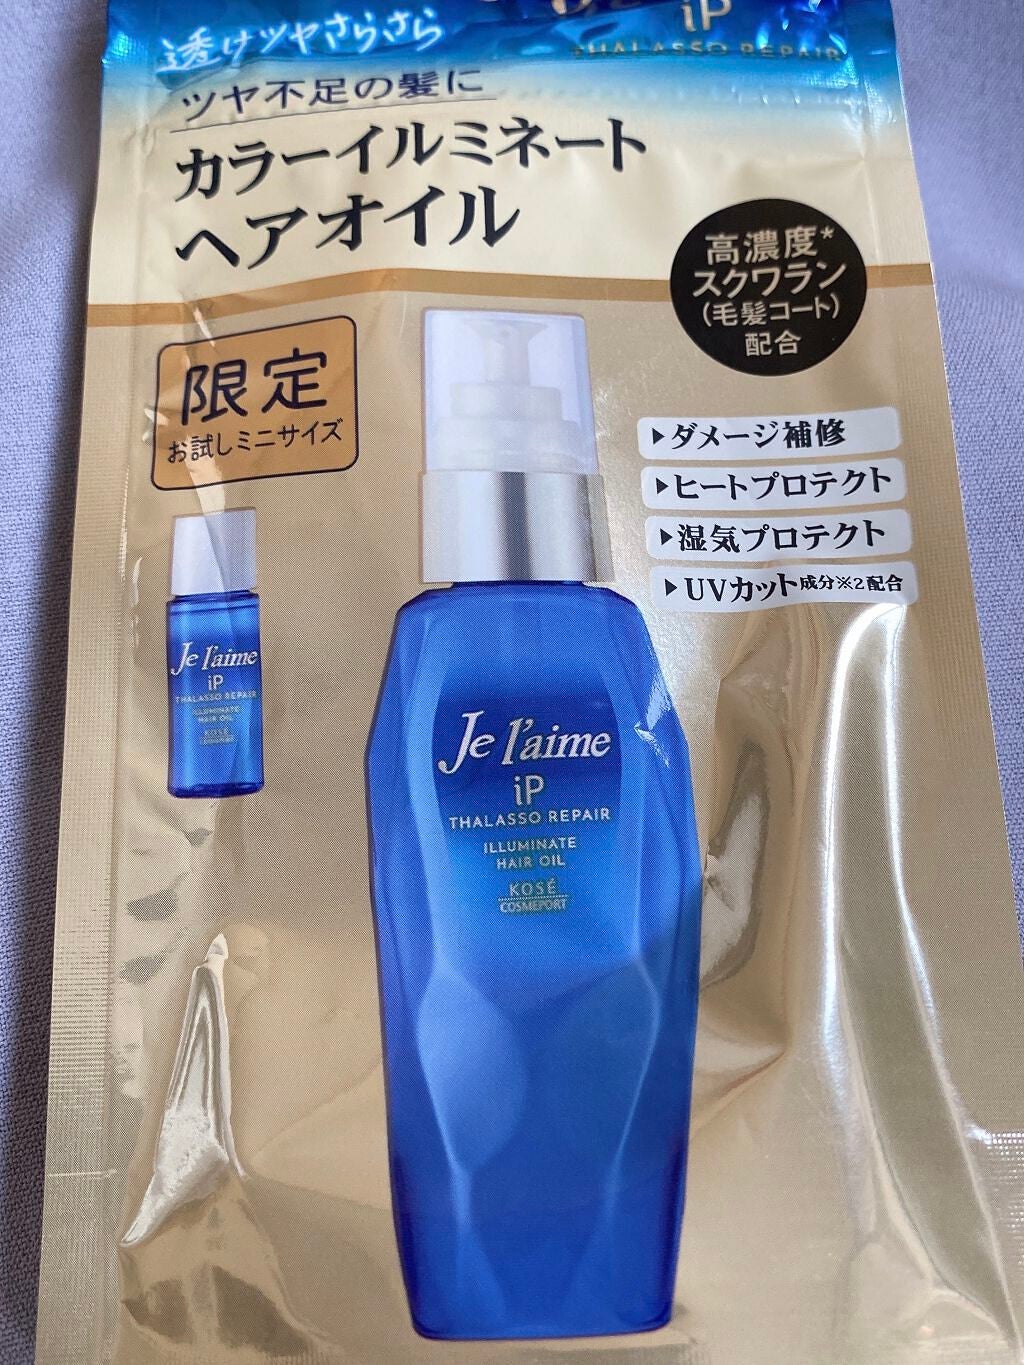 透けツヤさらさら
iP
THALASSO REPAIR
ツヤ不足の髪に
カラーイルミネート
ヘアオイル
高濃度*
スクワラン
(毛髪コート)
配合
限定
お試しミニサイズ
▶ダメージ補修
▶ヒートプロテクト
▶湿気プロテクト
▶UVカット成分※2配合
Je l'aime
iP
THALASSO REPAIR
ILLUMINATE
HAIR OIL
KOSÉ
COSMEPORT
Je l'aime
iP
THALASSO REPAIR
ILLUMINATE
HAIR OIL
KOSÉ
COSMEPORT